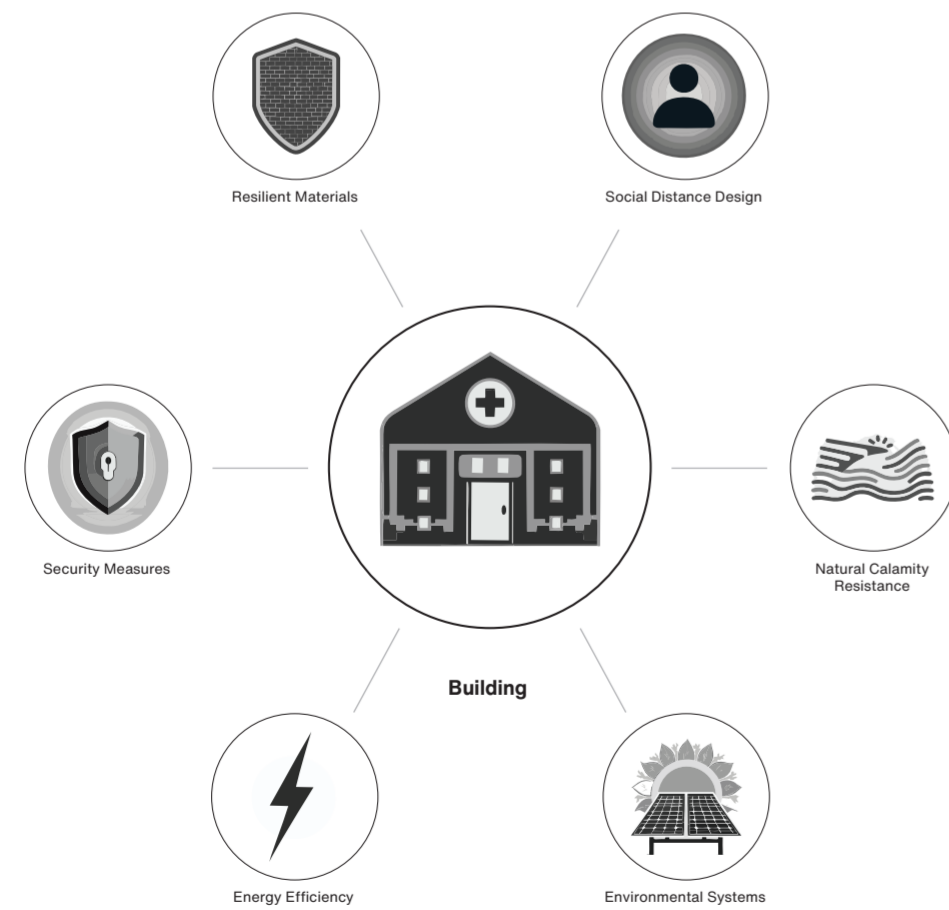 Resilient Materials
Social Distance Design
Security Measures
Natural Calamity
Resistance
Building
Energy Efficiency
Environmental Systems